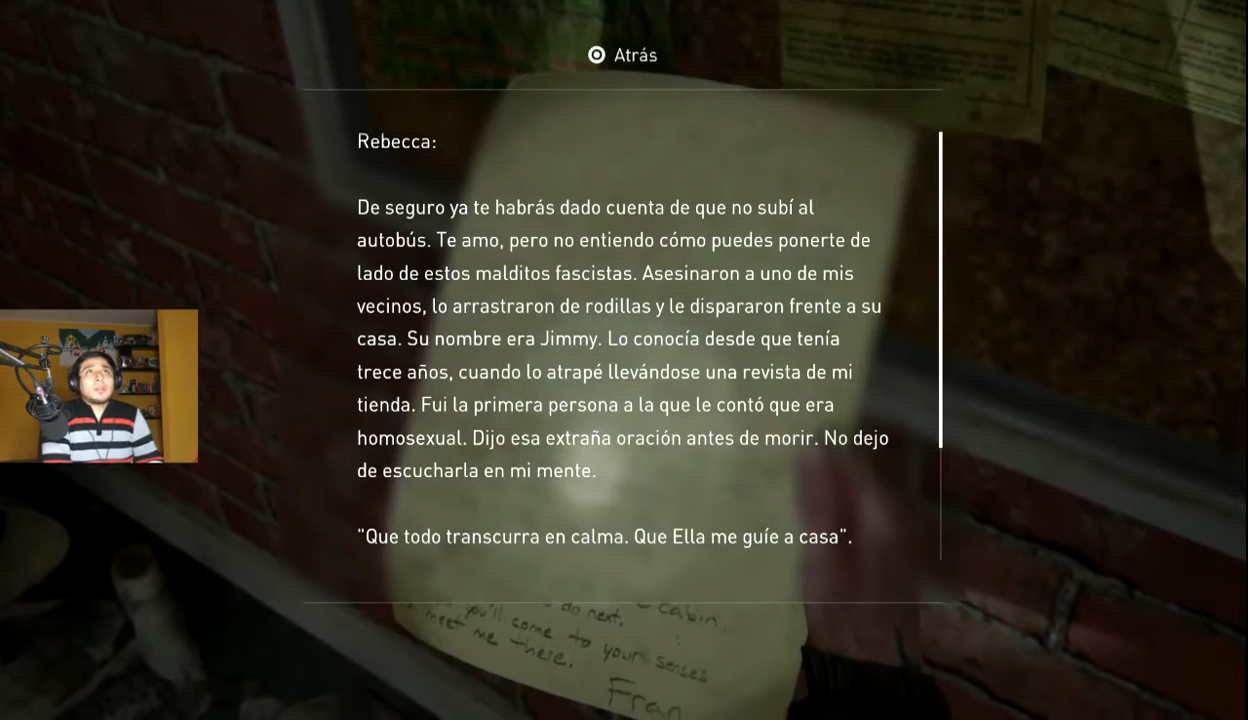 Atrás
Rebecca:
De seguro ya te habrás dado cuenta de que no subí al
autobús. Te amo, pero no entiendo cómo puedes ponerte de
lado de estos malditos fascistas. Asesinaron a uno de mis
vecinos, lo arrastraron de rodillas y le dispararon frente a su
casa. Su nombre era Jimmy. Lo conocía desde que tenía
trece años, cuando lo atrapé llevándose una revista de mi
tienda. Fui la primera persona a la que le contó que era
homosexual. Dijo esa extraña oración antes de morir. No dejo
de escucharla en mi mente.
"Que todo transcurra en calma. Que Ella me guíe a casa".
cabin.
do next.
you'll come to your senses
meet me there.
Fran